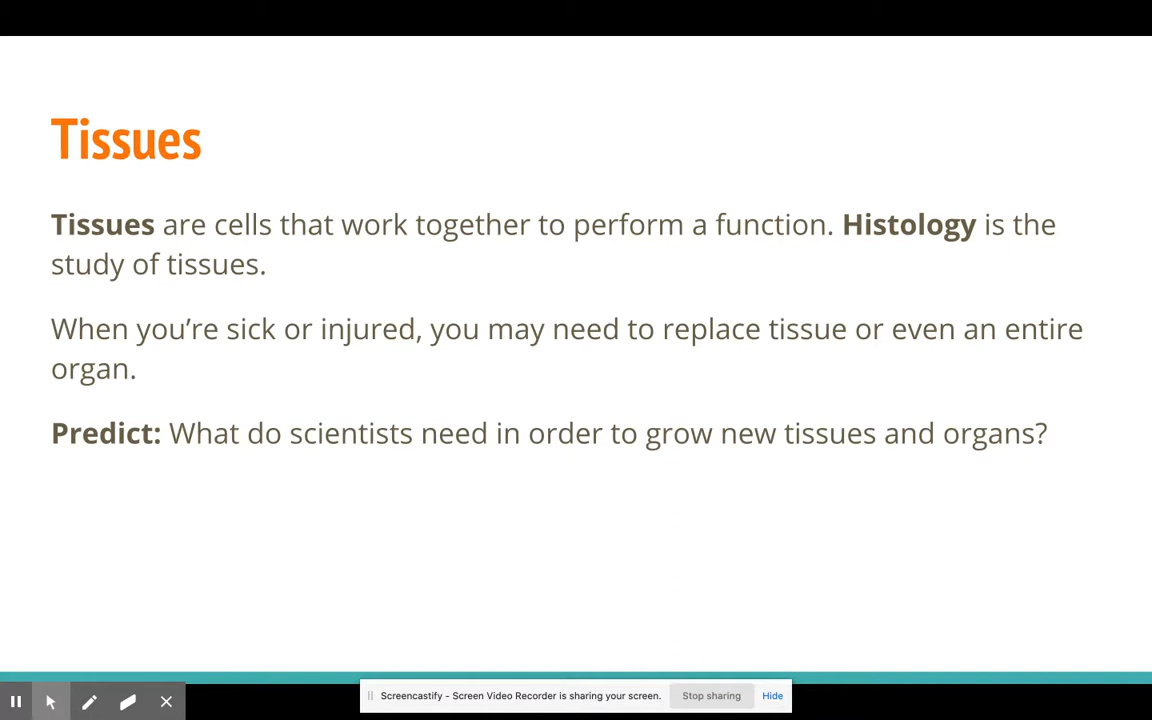 Tissues
Tissues are cells that work together to perform a function. Histology is the
study of tissues.
When you’re sick or injured, you may need to replace tissue or even an entire
organ.
Predict: What do scientists need in order to grow new tissues and organs?
Screencastify - Screen Video Recorder is sharing your screen. Stop sharing Hide